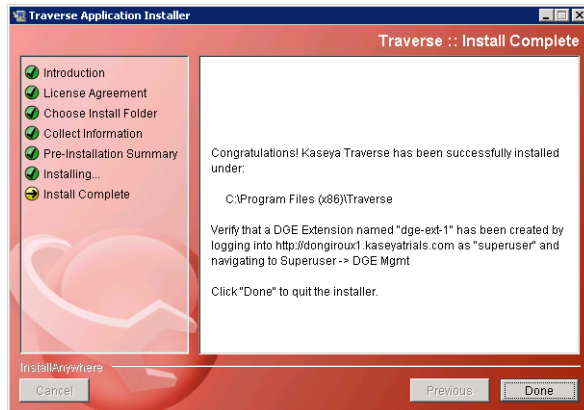 Traverse Application Installer
Traverse :: Install Complete
Introduction
License Agreement
Choose Install Folder
Collect Information
Pre-Installation Summary
Installing...
Install Complete
Congratulations! Kaseya Traverse has been successfully installed
under:
C:\Program Files (x86)\Traverse
Verify that a DGE Extension named "dge-ext-1" has been created by
logging into http://dongiroux1.kaseyatrials.com as "superuser" and
navigating to Superuser -> DGE Mgmt
Click "Done" to quit the installer.
InstallAnywhere
Cancel
Previous
Done